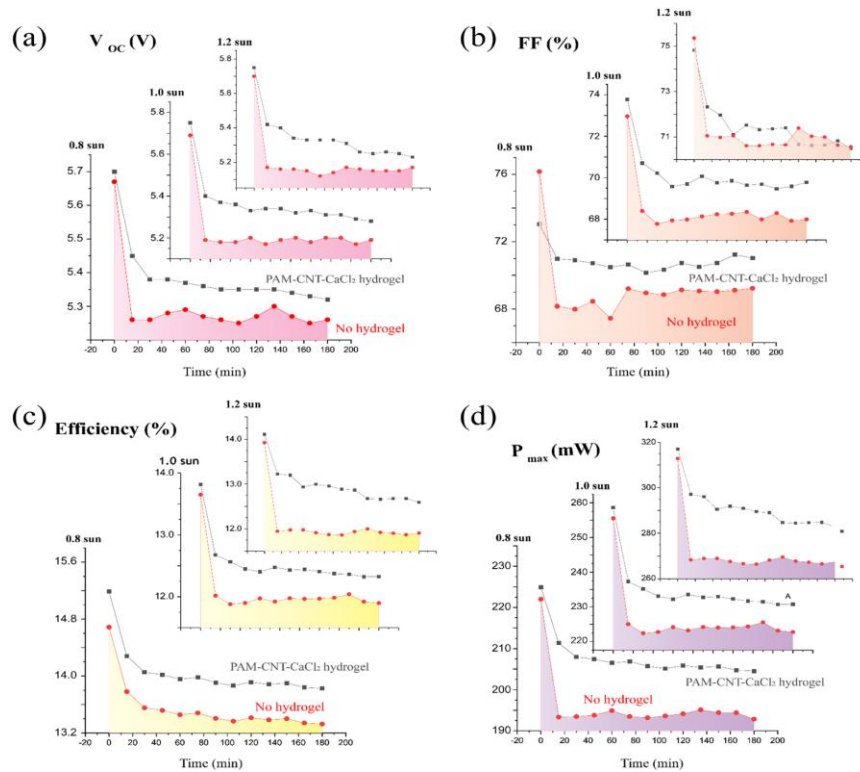 (a)
V OC (V)
1.2 sun
5.8
5.6
5.4
5.2
1.0 sun
5.8
5.6
5.4
5.2
5.1
0.8 sun
5.7
5.5
5.4
5.3
PAM-CNT-CaCl₂ hydrogel
No hydrogel
-20 0 20 40 60 80 100 120 140 160 180 200
Time (min)
(b)
FF (%)
1.2 sun
75
73
71
1.0 sun
74
72
70
68
0.8 sun
76
72
68
PAM-CNT-CaCl₂ hydrogel
No hydrogel
-20 0 20 40 60 80 100 120 140 160 180 200
Time (min)
(c)
Efficiency (%)
1.2 sun
14.0
13.0
12.0
1.0 sun
14.0
12.0
0.8 sun
15.6
14.8
14.0
13.2
PAM-CNT-CaCl₂ hydrogel
No hydrogel
-20 0 20 40 60 80 100 120 140 160 180 200
Time (min)
(d)
P max (mW)
1.2 sun
320
300
280
260
1.0 sun
260
230
220
A
0.8 sun
230
220
210
200
190
PAM-CNT-CaCl₂ hydrogel
No hydrogel
-20 0 20 40 60 80 100 120 140 160 180 200
Time (min)